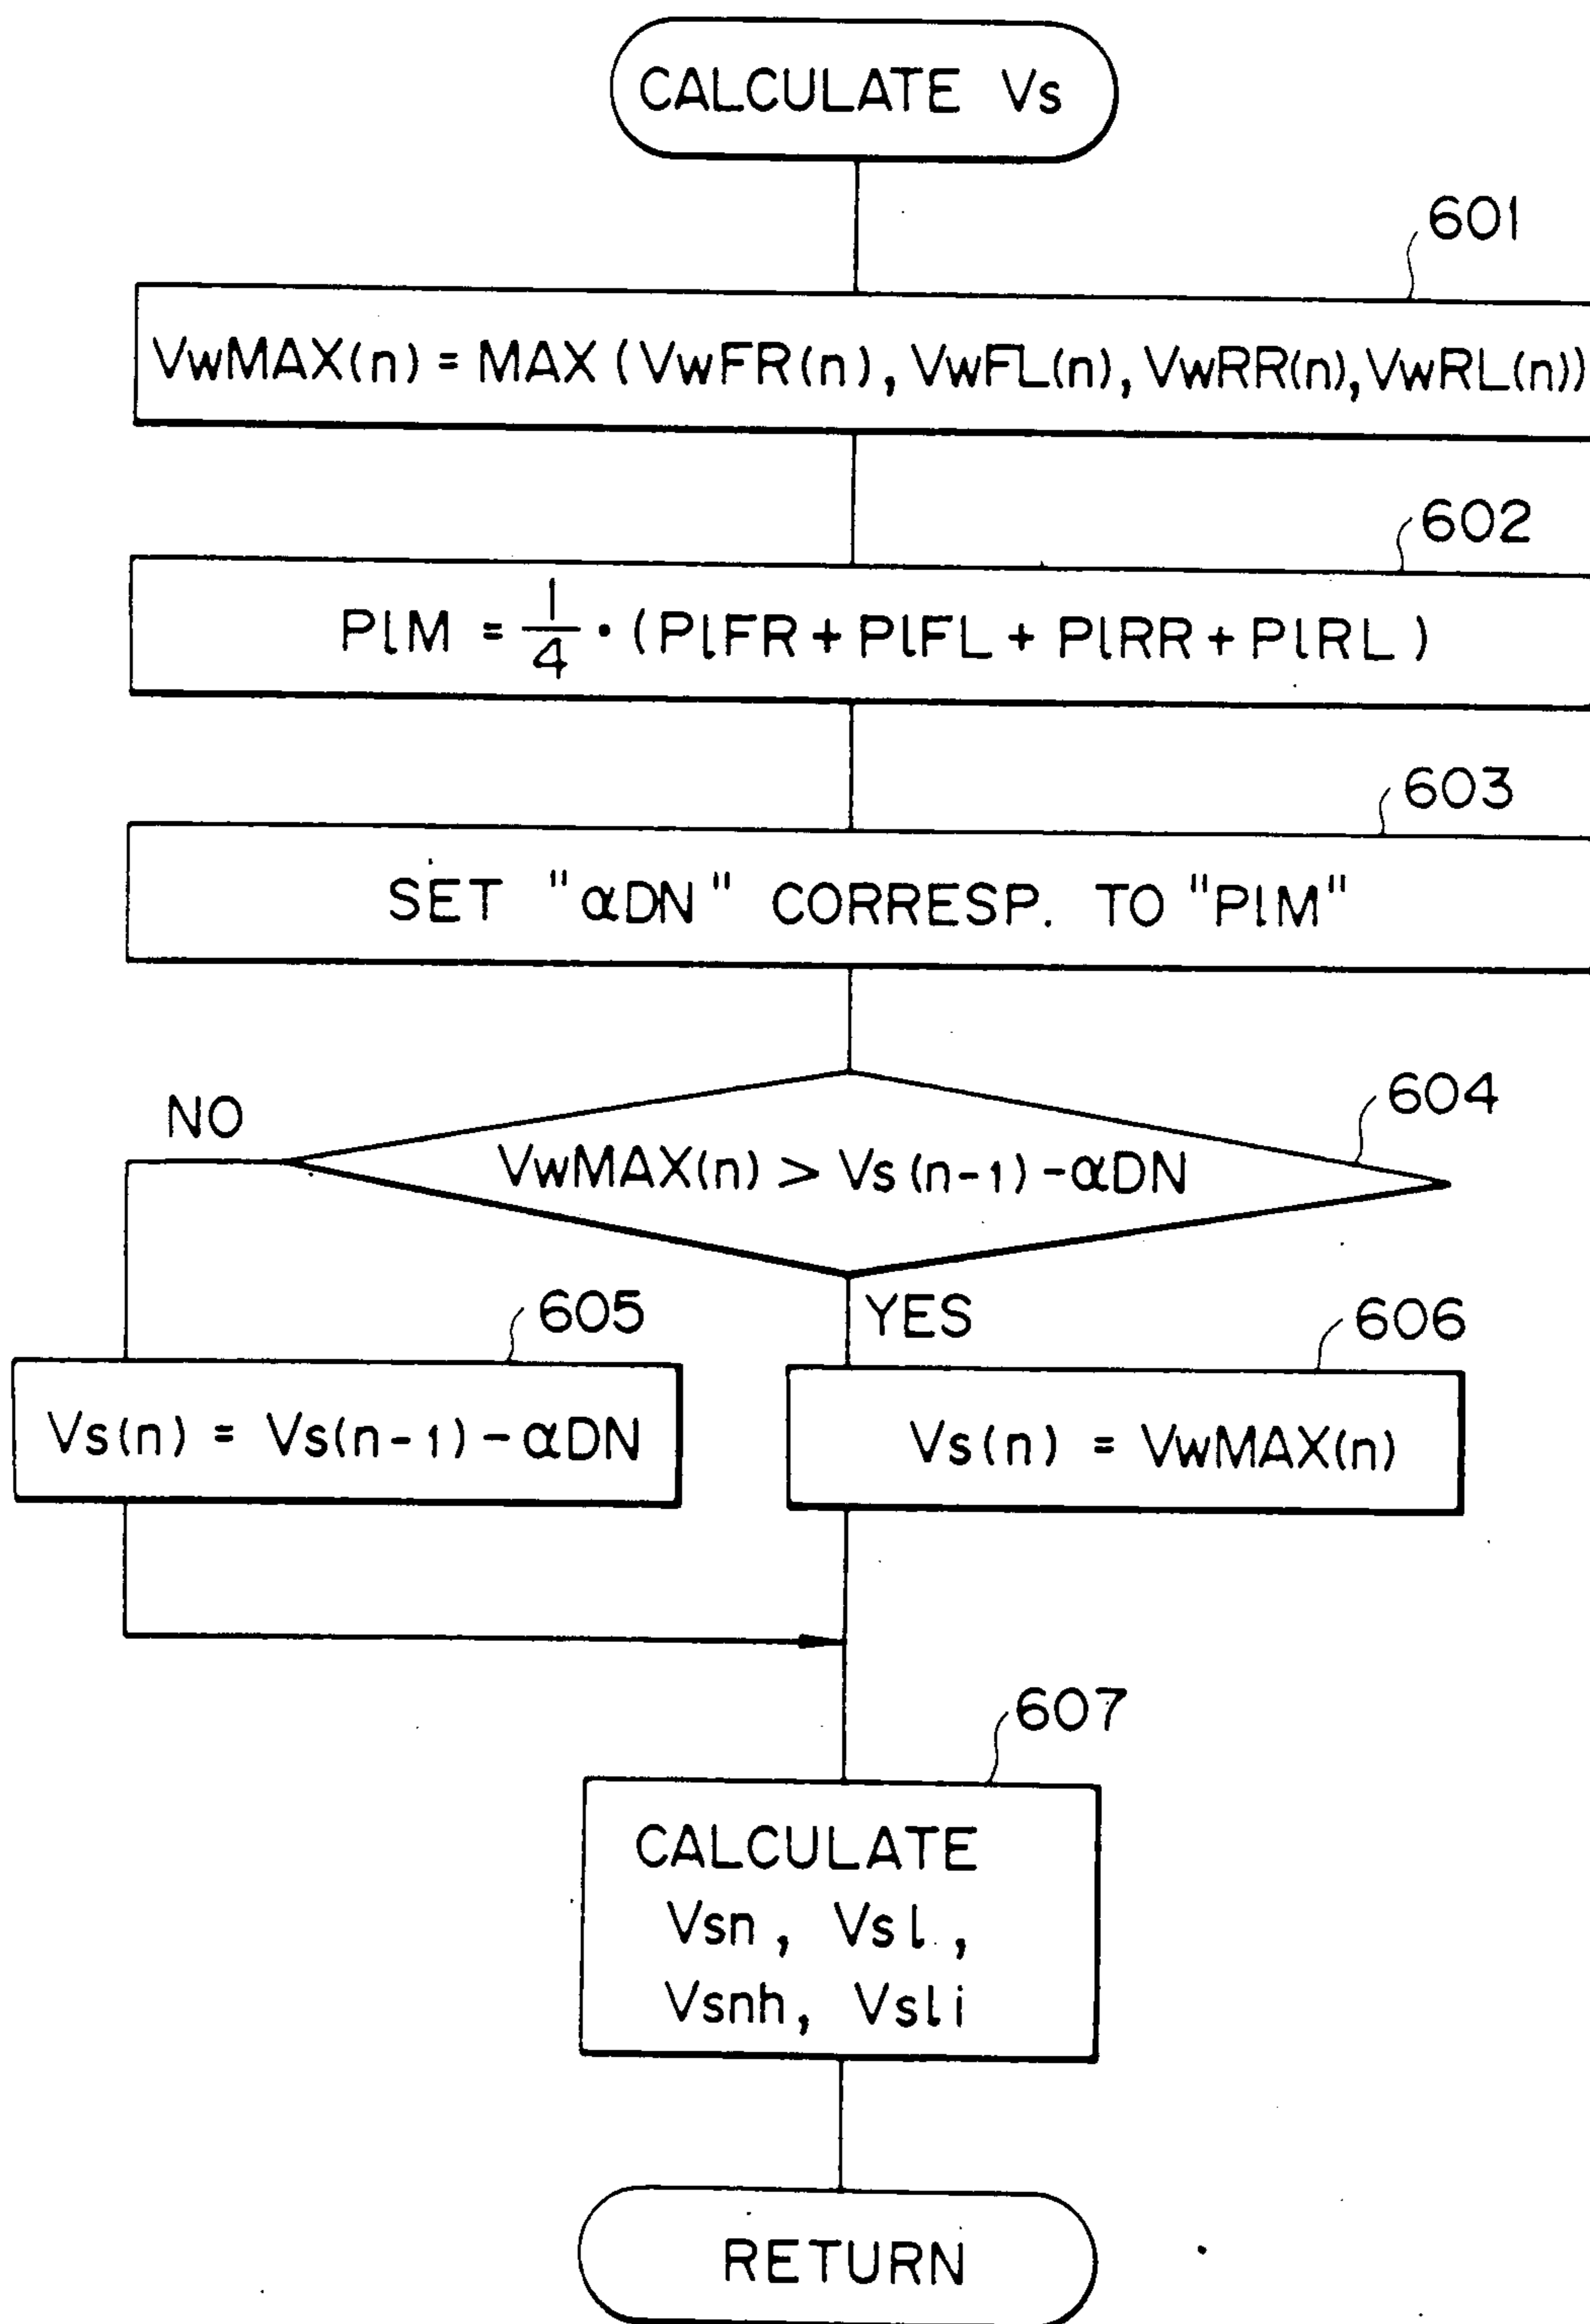 CALCULATE Vs
601
VwMAX(n) = MAX (VwFR(n), VwFL(n), VwRR(n), VwRL(n))
602
PlM = 1/4 · (PlFR + PlFL + PlRR + PlRL)
603
SET "αDN" CORRESP. TO "PlM"
604
NO
VwMAX(n) > Vs(n-1) - αDN
YES
605
606
Vs(n) = Vs(n-1) - αDN
Vs(n) = VwMAX(n)
607
CALCULATE
Vsn, Vsl,
Vsnh, Vsli
RETURN